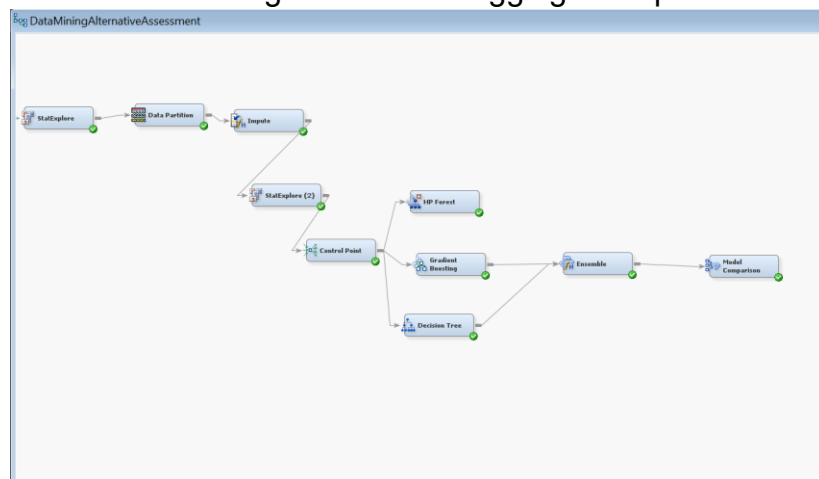 DataMiningAlternativeAssessment
StatExplore
Data Partition
Impute
StatExplore (2)
HP Forest
Control Point
Gradient
Boosting
Ensemble
Model
Comparison
Decision Tree